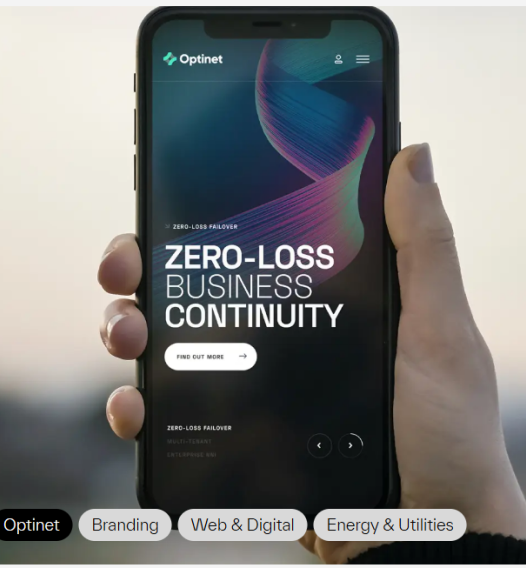 Optinet
ZERO-LOSS FAILOVER
ZERO-LOSS
BUSINESS
CONTINUITY
FIND OUT MORE
ZERO-LOSS FAILOVER
MULTI-TENANT
ENTERPRISE NNI
Optinet
Branding
Web & Digital
Energy & Utilities